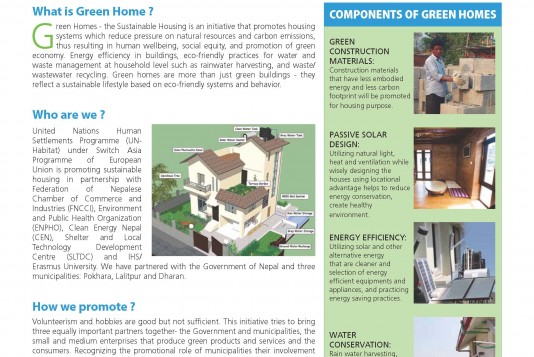 What is Green Home ?
Green Homes - the Sustainable Housing is an initiative that promotes housing
systems which reduce pressure on natural resources and carbon emissions,
thus resulting in human wellbeing, social equity, and promotion of green
economy. Energy efficiency in buildings, eco-friendly practices for water and
waste management at household level such as rainwater harvesting, and waste/
wastewater recycling. Green homes are more than just green buildings - they
reflect a sustainable lifestyle based on eco-friendly systems and behavior.
Who are we ?
United Nations Human
Settlements Programme (UN-
Habitat) under Switch Asia
Programme of European
Union is promoting sustainable
housing in partnership with
Federation of Nepalese
Chamber of Commerce and
Industries (FNCCI), Environment
and Public Health Organization
(ENPHO), Clean Energy Nepal
(CEN), Shelter and Local
Technology Development
Centre (SLTDC) and IHS/
Erasmus University. We have partnered with the Government of Nepal and three
municipalities: Pokhara, Lalitpur and Dharan.
How we promote ?
Volunteerism and hobbies are good but not sufficient. This initiative tries to bring
three equally important partners together- the Government and municipalities, the
small and medium enterprises that produce green products and services and the
consumers. Recognizing the promotional role of municipalities their involvement
COMPONENTS OF GREEN HOMES
GREEN
CONSTRUCTION
MATERIALS:
Construction materials
that have less embodied
energy and less carbon
footprint will be promoted
for housing purpose.
PASSIVE SOLAR
DESIGN:
Utilizing natural light,
heat and ventilation while
wisely designing the
houses using locational
advantage helps to reduce
energy conservation,
create healthy
environment.
ENERGY EFFICIENCY:
Utilizing solar and other
alternative energy
that are cleaner and
selection of energy
efficient equipments and
appliances, and practicing
energy saving practices.
WATER
CONSERVATION:
Rain water harvesting,